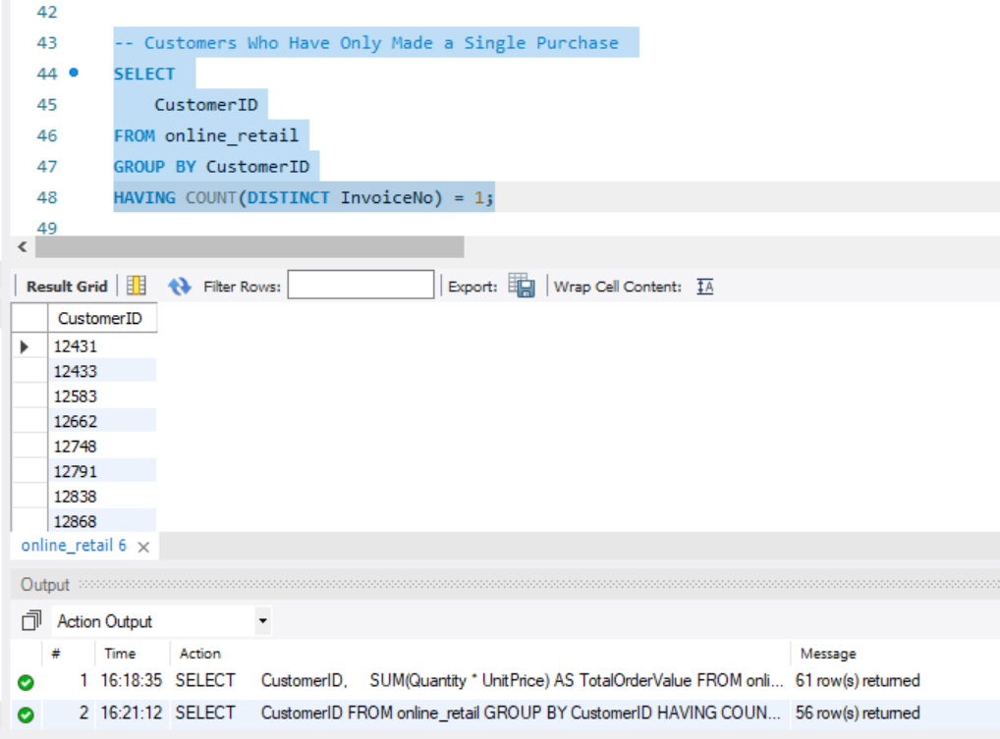 42
43 -- Customers Who Have Only Made a Single Purchase
44 SELECT
45 CustomerID
46 FROM online_retail
47 GROUP BY CustomerID
48 HAVING COUNT(DISTINCT InvoiceNo) = 1;
49
Result Grid Filter Rows: Export: Wrap Cell Content: IA
CustomerID
12431
12433
12583
12662
12748
12791
12838
12868
online_retail 6
Output
Action Output
# Time Action Message
1 16:18:35 SELECT CustomerID, SUM(Quantity * UnitPrice) AS TotalOrderValue FROM onli... 61 row(s) returned
2 16:21:12 SELECT CustomerID FROM online_retail GROUP BY CustomerID HAVING COUN... 56 row(s) returned